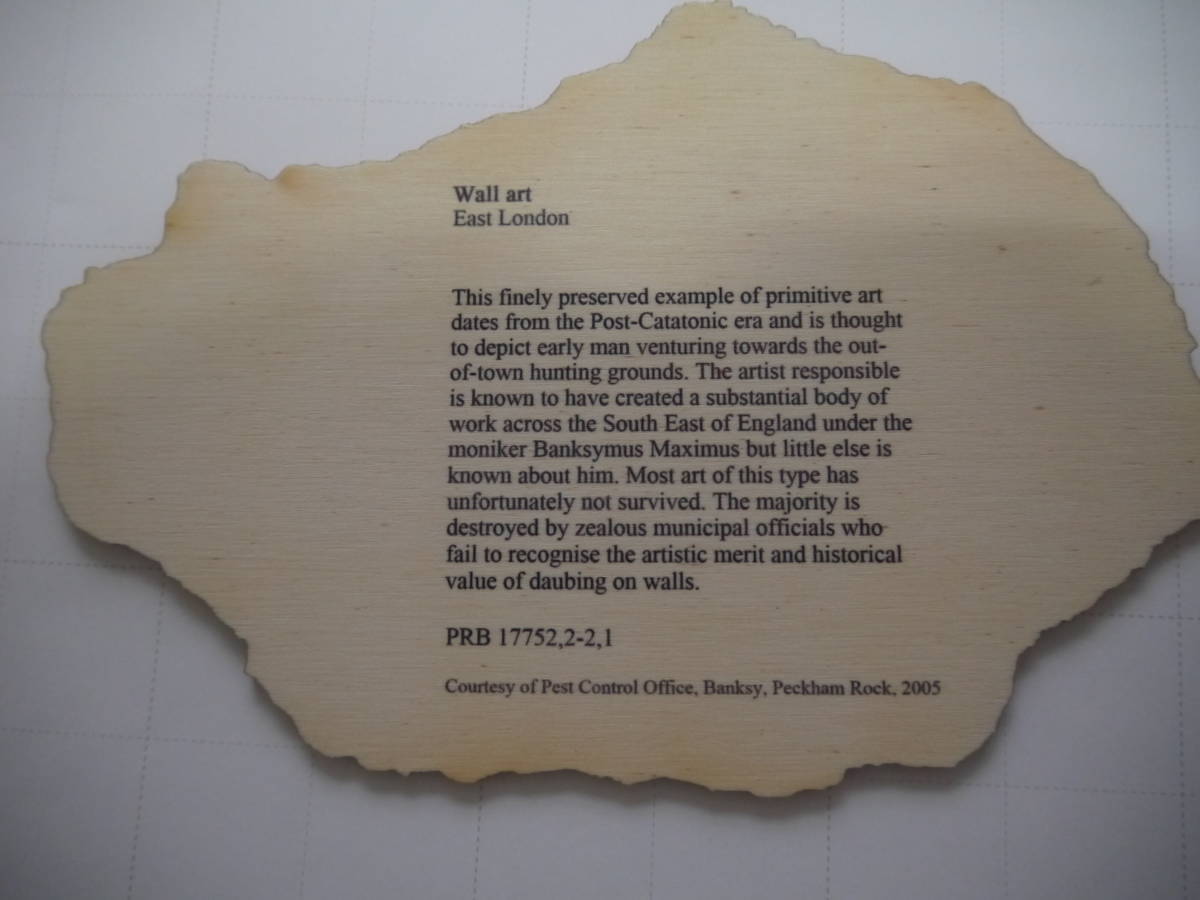 Wall art
East London
This finely preserved example of primitive art
dates from the Post-Catatonic era and is thought
to depict early man venturing towards the out-
of-town hunting grounds. The artist responsible
is known to have created a substantial body of
work across the South East of England under the
moniker Banksymus Maximus but little else is
known about him. Most art of this type has
unfortunately not survived. The majority is
destroyed by zealous municipal officials who
fail to recognise the artistic merit and historical
value of daubing on walls.
PRB 17752,2-2,1
Courtesy of Pest Control Office, Banksy, Peckham Rock, 2005